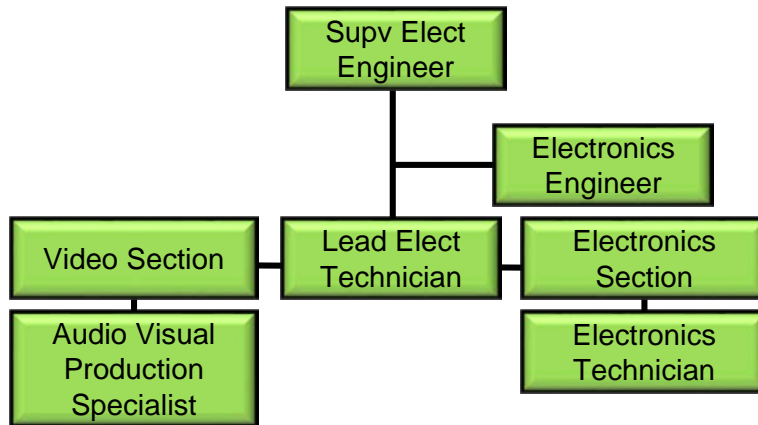 Supv Elect
Engineer
Electronics
Engineer
Video Section
Lead Elect
Technician
Electronics
Section
Audio Visual
Production
Specialist
Electronics
Technician